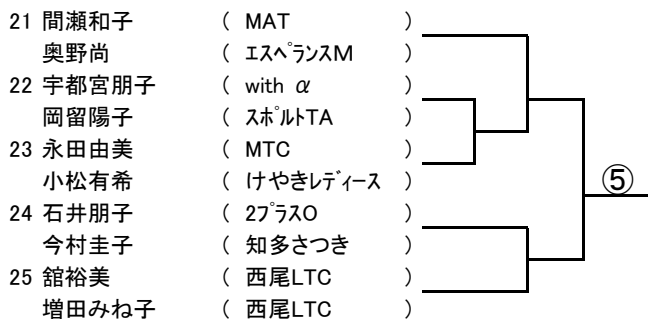 21 間瀬和子 ( MAT )
奥野尚 ( エスペランスM )
22 宇都宮朋子 ( with α )
岡留陽子 ( スポルトTA )
23 永田由美 ( MTC )
小松有希 ( けやきレディース )
⑤
24 石井朋子 ( 2プラスO )
今村圭子 ( 知多さつき )
25 舘裕美 ( 西尾LTC )
増田みね子 ( 西尾LTC )